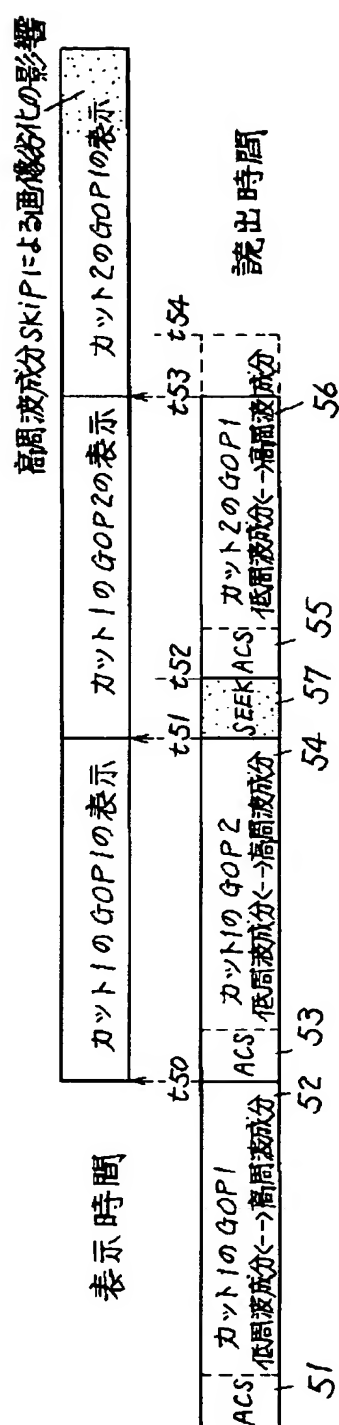 高周波成分SKIPによる画像劣化の影響
表示時間
カット1のGOP1の表示
カット1のGOP2の表示
カット2のGOP1の表示
t50
t51
t52
t53
t54
読出時間
ACS
カット1のGOP1
低周波成分<--->高周波成分
ACS
カット1のGOP2
低周波成分<--->高周波成分
SEEK
ACS
カット2のGOP1
低周波成分<--->高周波成分
51
52
53
54
57
55
56